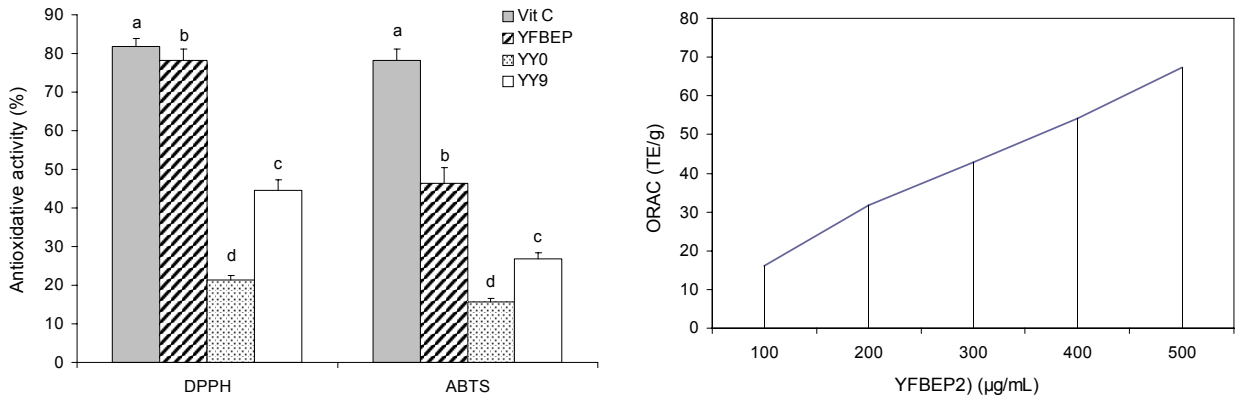 90
80
70
60
50
40
30
20
10
0
Antioxidative activity (%)
a
b
d
c
a
b
d
c
Vit C
YFBEP
YY0
YY9
DPPH
ABTS
80
70
60
50
40
30
20
10
0
ORAC (TE/g)
100 200 300 400 500
YFBEP2) (μg/mL)